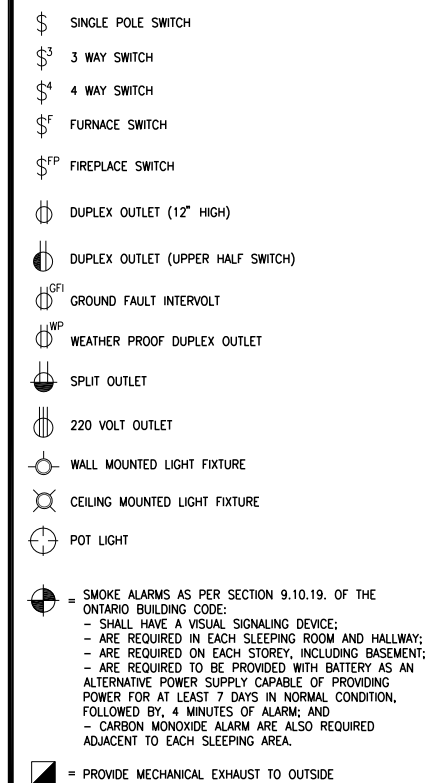 $ SINGLE POLE SWITCH
$3 3 WAY SWITCH
$4 4 WAY SWITCH
$F FURNACE SWITCH
$FP FIREPLACE SWITCH
DUPLEX OUTLET (12" HIGH)
DUPLEX OUTLET (UPPER HALF SWITCH)
GFI GROUND FAULT INTERVOLT
WP WEATHER PROOF DUPLEX OUTLET
SPLIT OUTLET
220 VOLT OUTLET
WALL MOUNTED LIGHT FIXTURE
CEILING MOUNTED LIGHT FIXTURE
POT LIGHT
= SMOKE ALARMS AS PER SECTION 9.10.19. OF THE
ONTARIO BUILDING CODE:
- SHALL HAVE A VISUAL SIGNALING DEVICE;
- ARE REQUIRED IN EACH SLEEPING ROOM AND HALLWAY;
- ARE REQUIRED ON EACH STOREY, INCLUDING BASEMENT;
- ARE REQUIRED TO BE PROVIDED WITH BATTERY AS AN
ALTERNATIVE POWER SUPPLY CAPABLE OF PROVIDING
POWER FOR AT LEAST 7 DAYS IN NORMAL CONDITION,
FOLLOWED BY, 4 MINUTES OF ALARM; AND
- CARBON MONOXIDE ALARM ARE ALSO REQUIRED
ADJACENT TO EACH SLEEPING AREA.
= PROVIDE MECHANICAL EXHAUST TO OUTSIDE